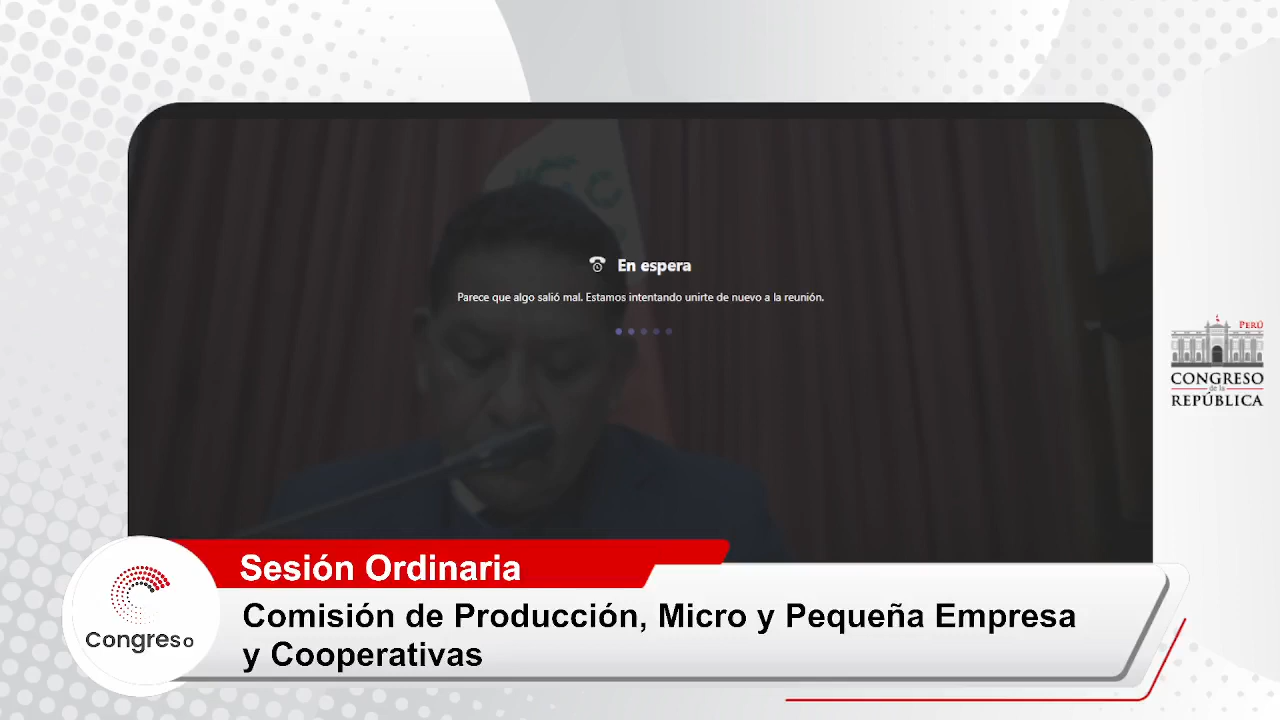 En espera
Parece que algo salió mal. Estamos intentando unirte de nuevo a la reunión.
PERÚ
CONGRESO
de la
REPÚBLICA
Sesión Ordinaria
Congreso
Comisión de Producción, Micro y Pequeña Empresa
y Cooperativas